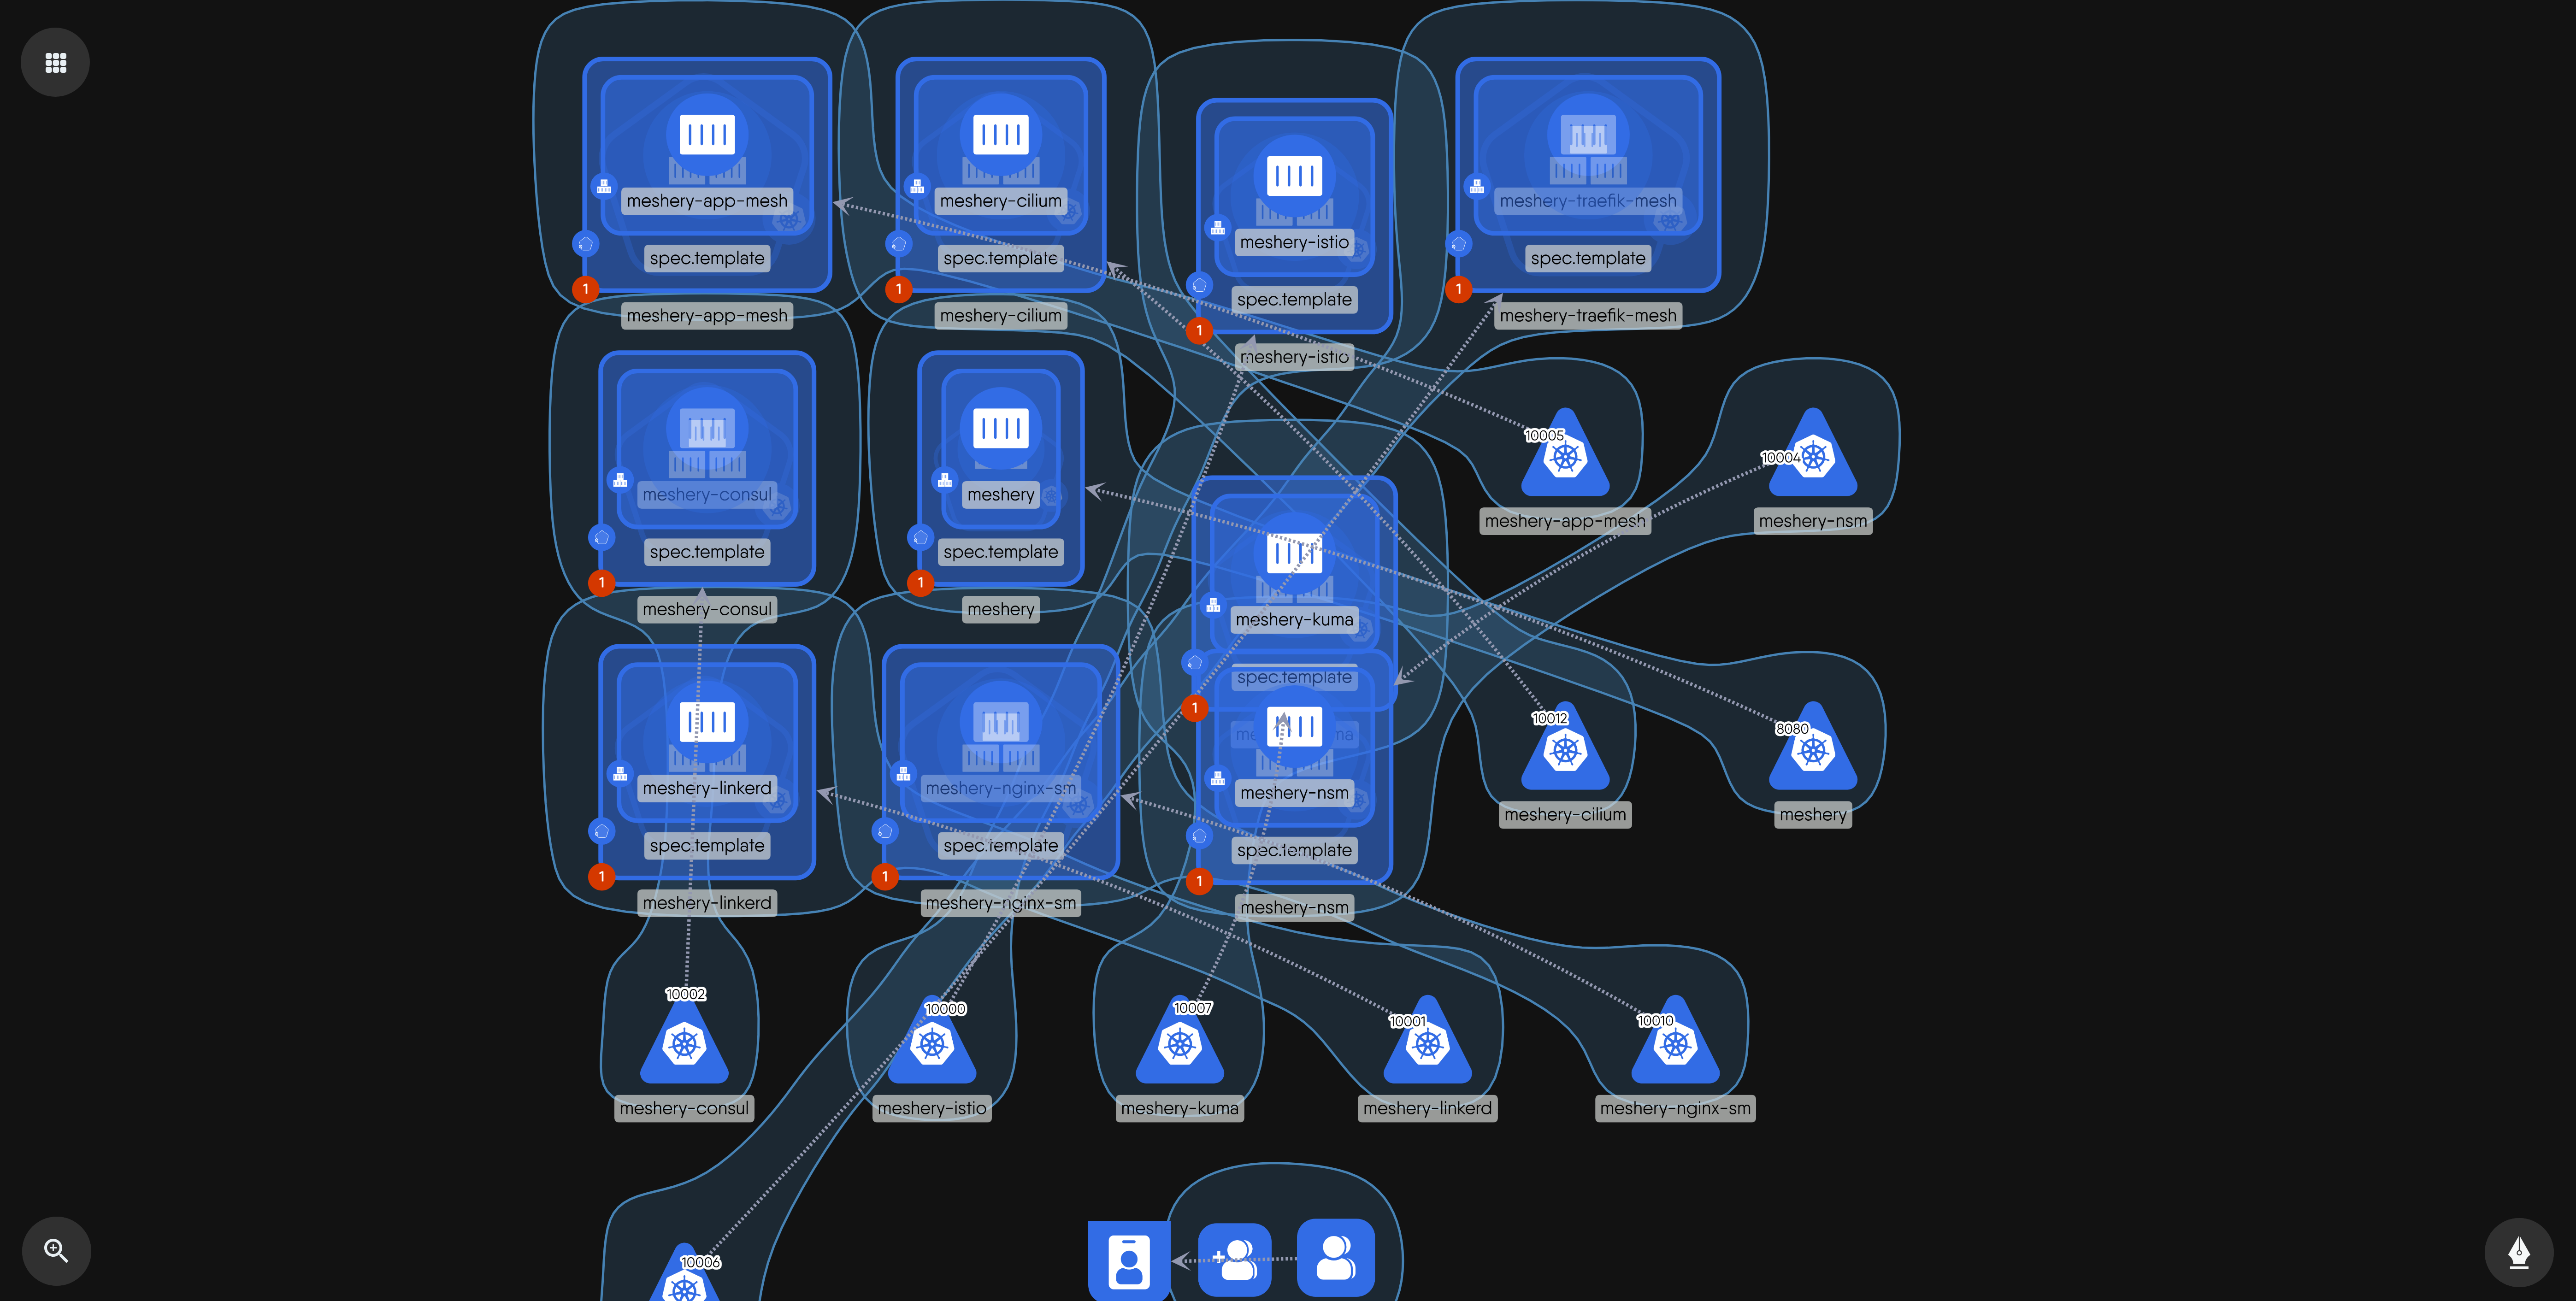 meshery-app-mesh
spec.template
1
meshery-app-mesh
meshery-cilium
spec.template
1
meshery-cilium
meshery-istio
spec.template
1
meshery-istio
meshery-traefik-mesh
spec.template
1
meshery-traefik-mesh
meshery-consul
spec.template
1
meshery-consul
meshery
spec.template
1
meshery
10005
meshery-app-mesh
10004
meshery-nsm
meshery-kuma
spec.template
1
meshery-linkerd
spec.template
1
meshery-linkerd
meshery-nginx-sm
spec.template
1
meshery-nginx-sm
meshery-nsm
spec.template
1
meshery-nsm
10012
meshery-cilium
8080
meshery
10002
meshery-consul
10000
meshery-istio
10007
meshery-kuma
10001
meshery-linkerd
10010
meshery-nginx-sm
10006